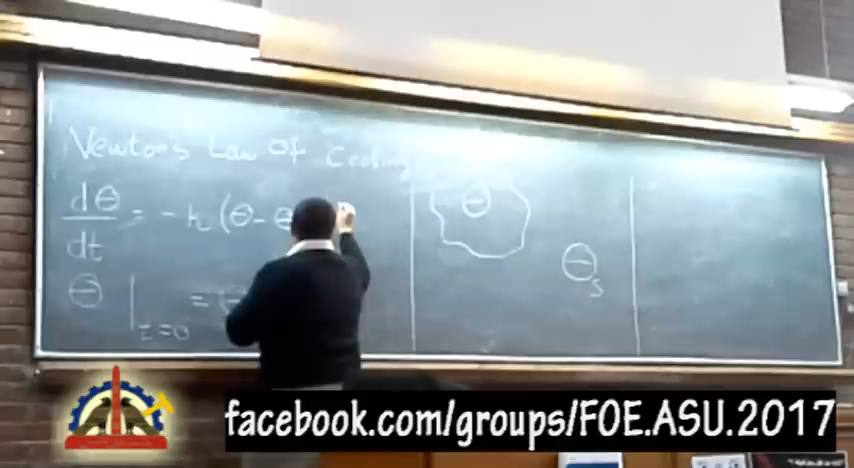 Newton's Law of Cooling
dΘ/dt = -k (Θ - Θ
Θ |t=0 = Θ
Θ
Θs
facebook.com/groups/FOE.ASU.2017